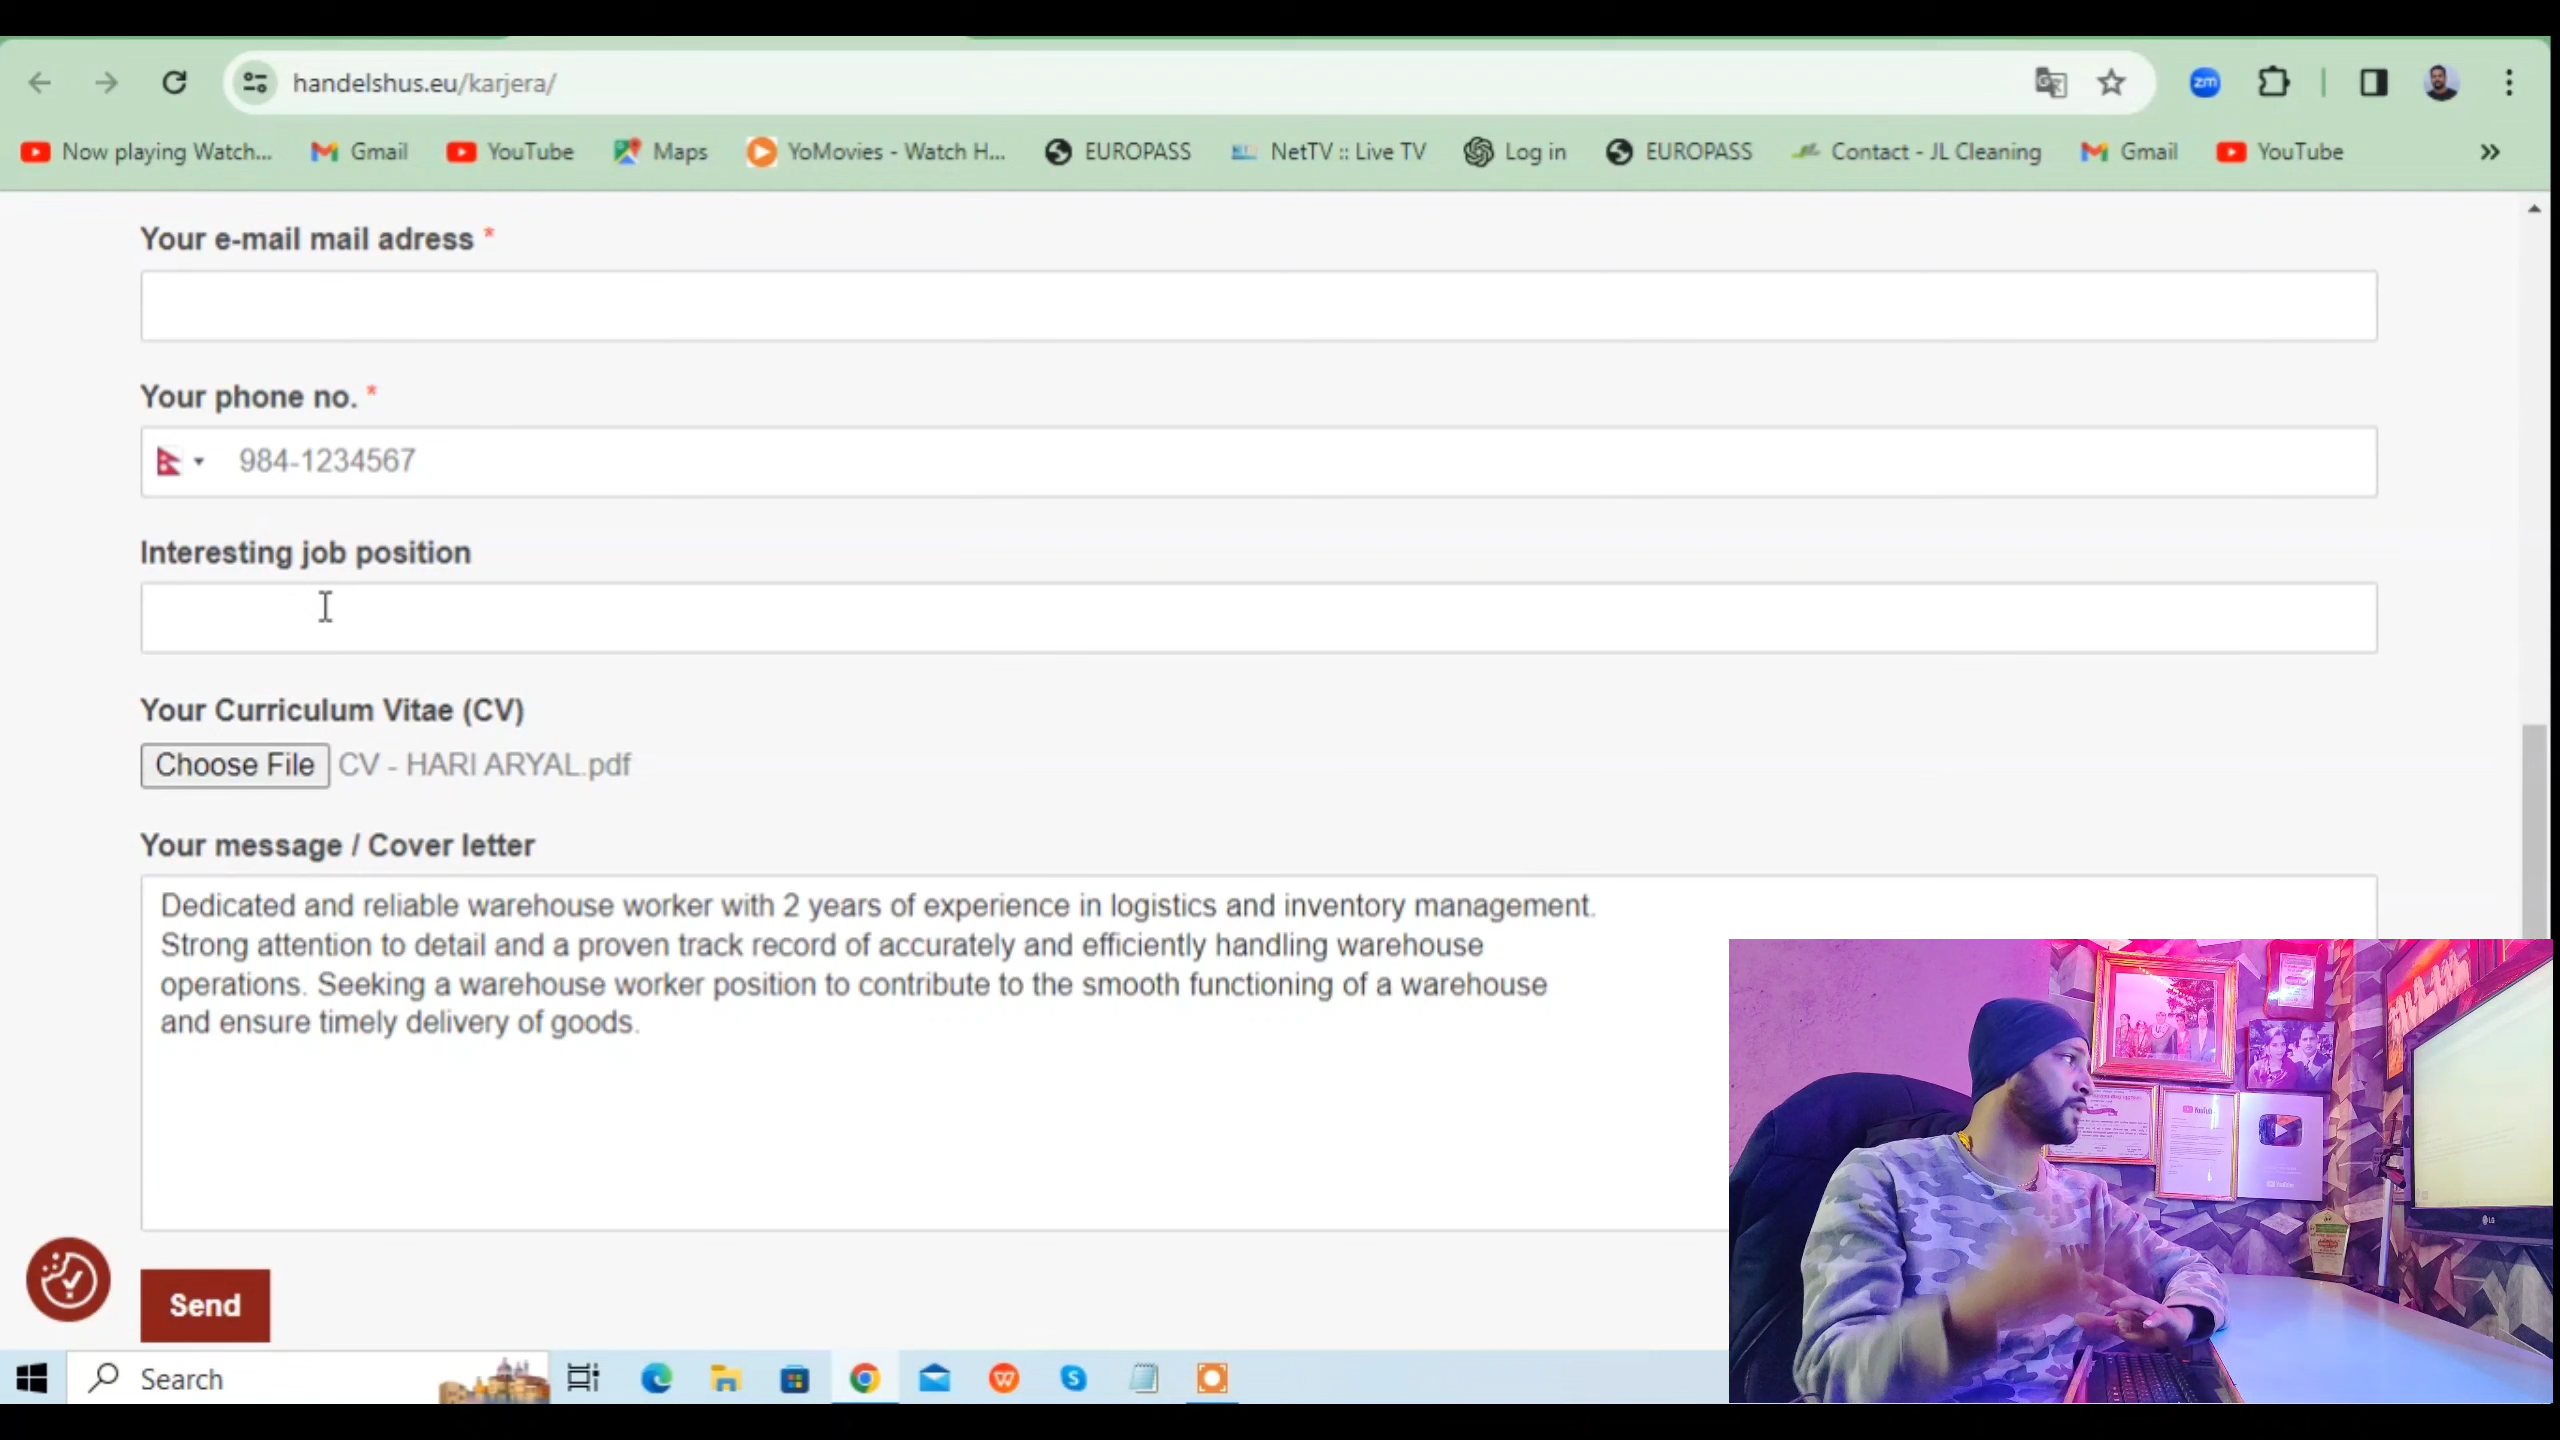 handelshus.eu/karjera/
zm
Now playing Watch... Gmail YouTube Maps YoMovies - Watch H... EUROPASS NetTV :: Live TV Log in EUROPASS Contact - JL Cleaning Gmail YouTube »
Your e-mail mail adress *
Your phone no. *
984-1234567
Interesting job position
Your Curriculum Vitae (CV)
Choose File CV - HARI ARYAL.pdf
Your message / Cover letter
Dedicated and reliable warehouse worker with 2 years of experience in logistics and inventory management.
Strong attention to detail and a proven track record of accurately and efficiently handling warehouse
operations. Seeking a warehouse worker position to contribute to the smooth functioning of a warehouse
and ensure timely delivery of goods.
Send
Search
YouTube
LG